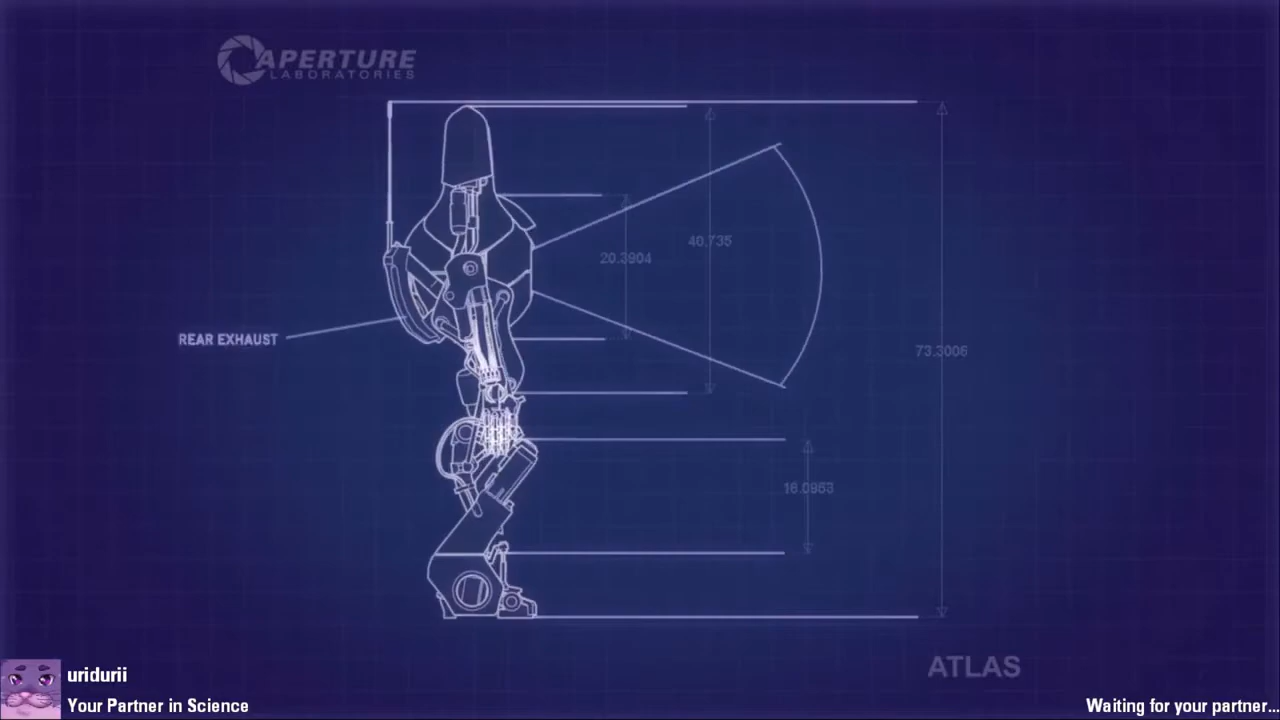 APERTURE
LABORATORIES
20.3904
40.735
REAR EXHAUST
73.3006
16.0953
ATLAS
uridurii
Your Partner in Science
Waiting for your partner...